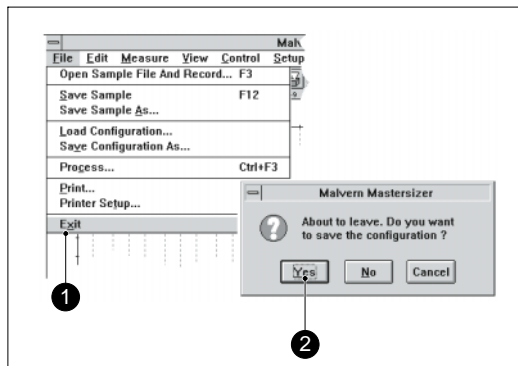 Malv
File Edit Measure View Control Setup
Open Sample File And Record... F3
Save Sample F12
Save Sample As...
Load Configuration...
Save Configuration As...
Process... Ctrl+F3
Print...
Printer Setup...
Exit
Malvern Mastersizer
About to leave. Do you want
to save the configuration ?
Yes No Cancel
1
2